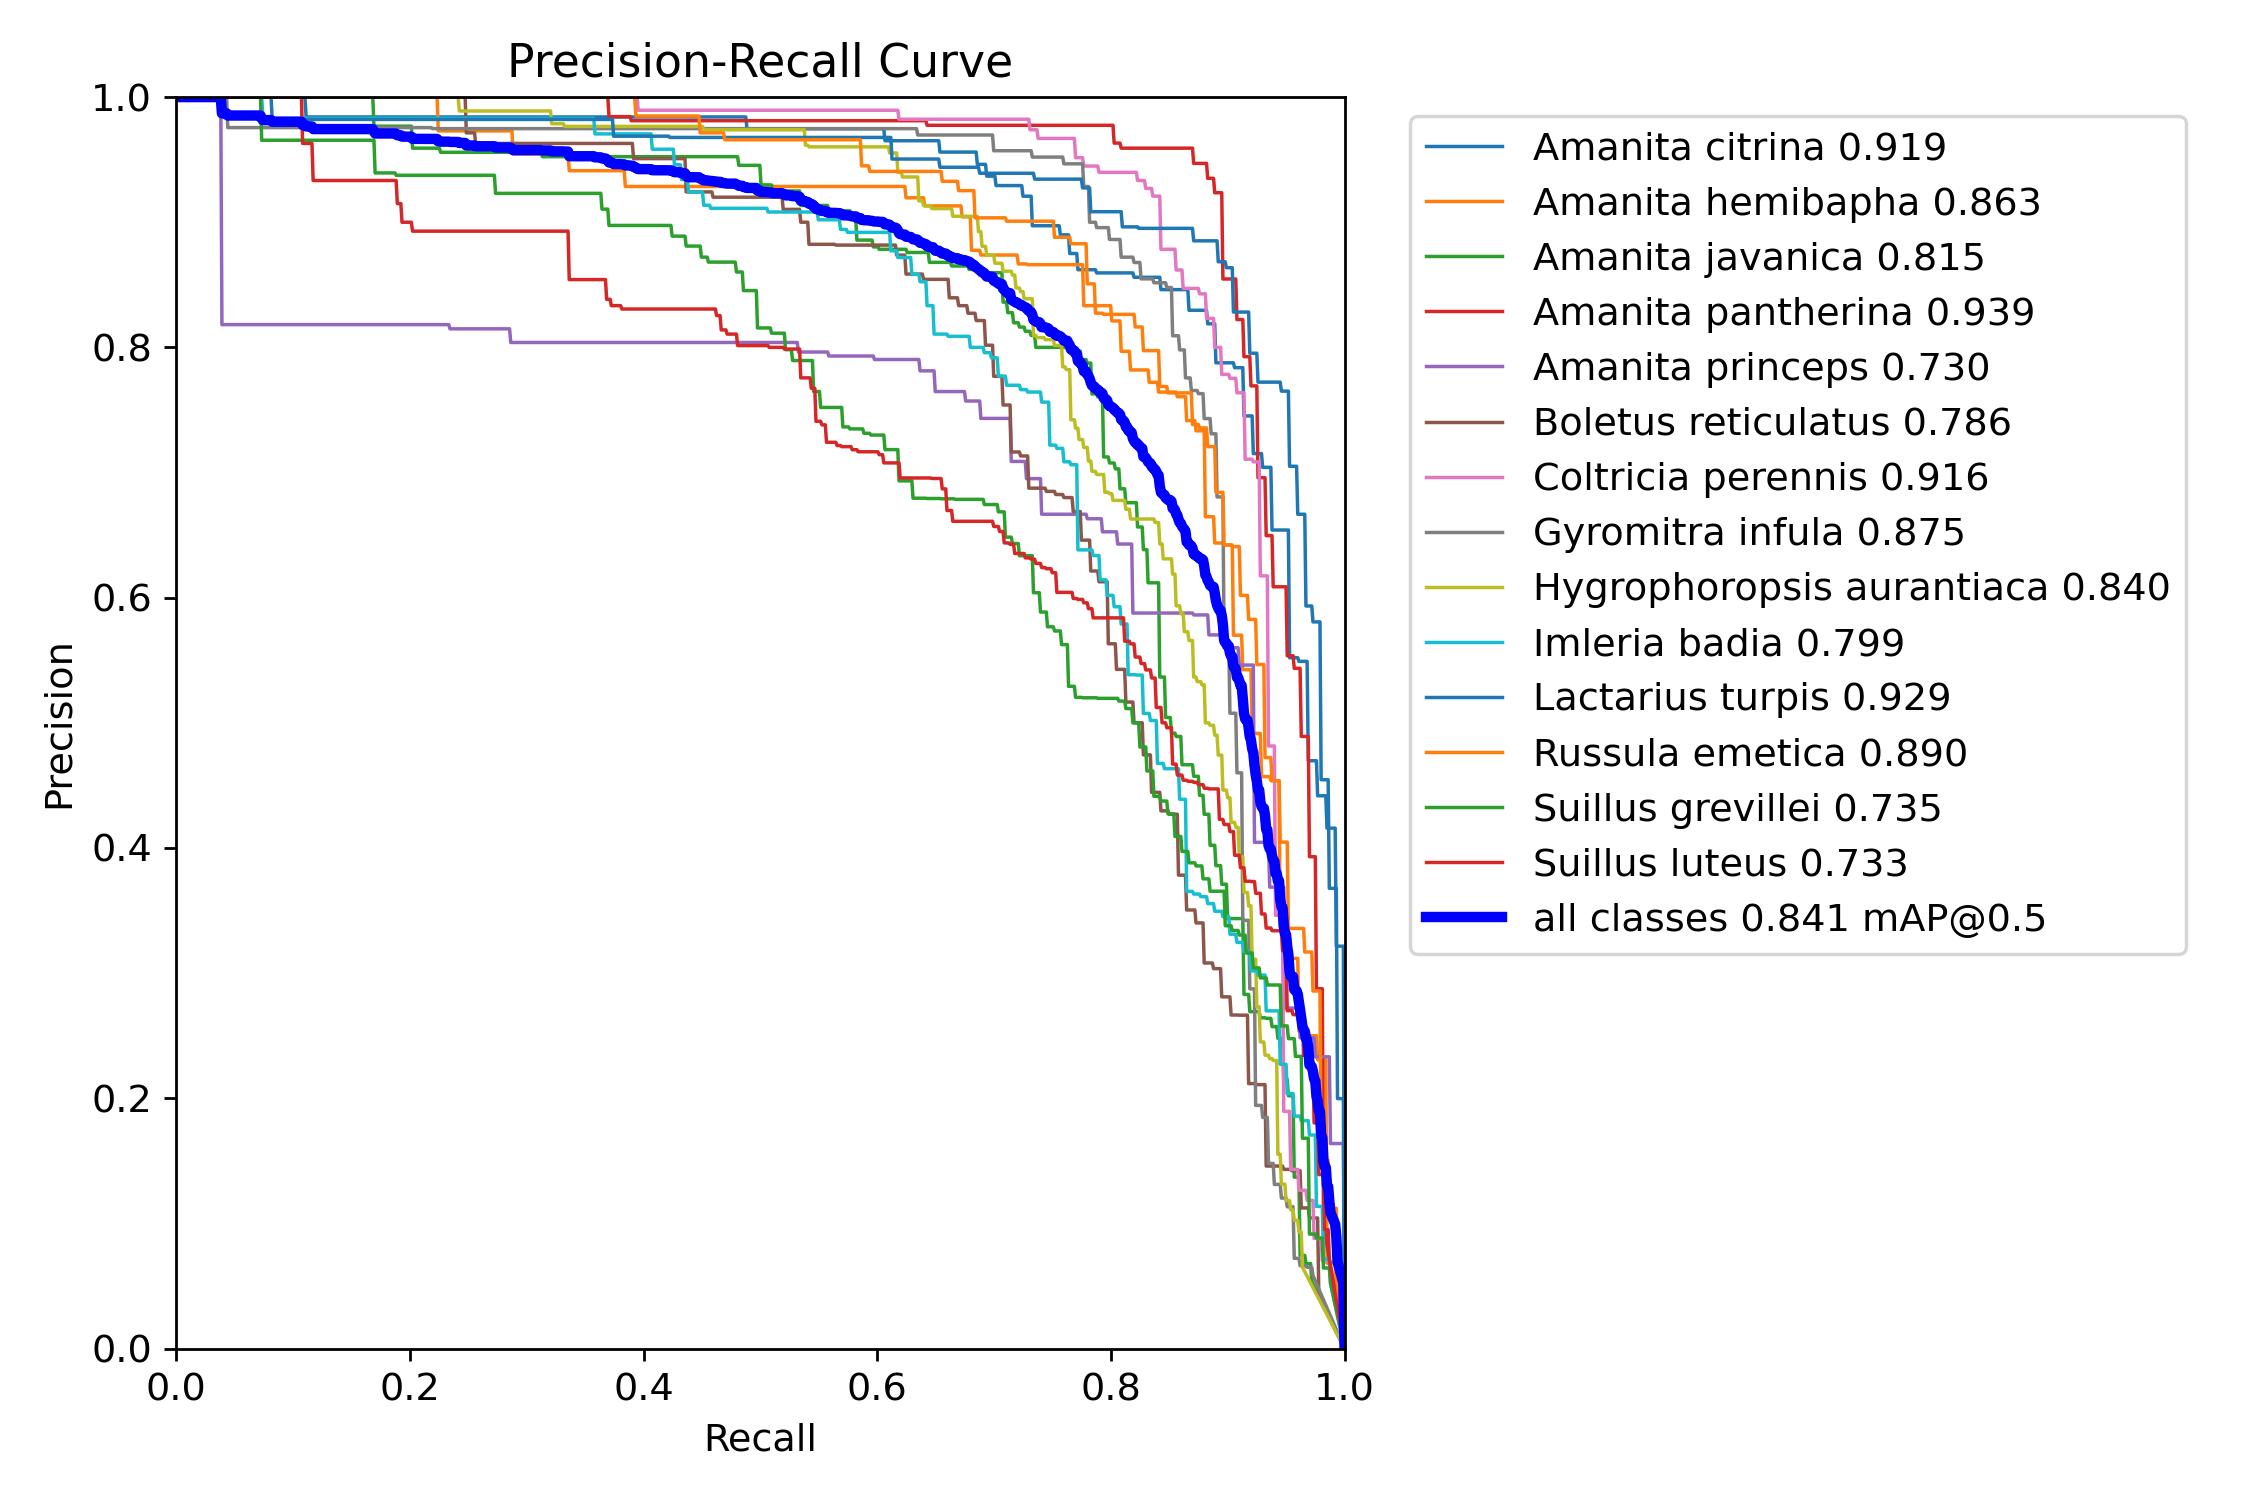 Precision-Recall Curve
1.0
0.8
0.6
0.4
0.2
0.0
Precision
0.0 0.2 0.4 0.6 0.8 1.0
Recall
Amanita citrina 0.919
Amanita hemibapha 0.863
Amanita javanica 0.815
Amanita pantherina 0.939
Amanita princeps 0.730
Boletus reticulatus 0.786
Coltricia perennis 0.916
Gyromitra infula 0.875
Hygrophoropsis aurantiaca 0.840
Imleria badia 0.799
Lactarius turpis 0.929
Russula emetica 0.890
Suillus grevillei 0.735
Suillus luteus 0.733
all classes 0.841 mAP@0.5